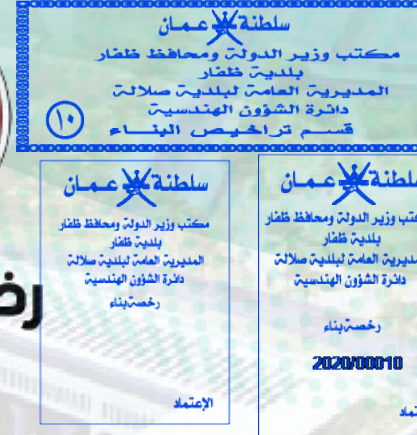 سلطنة عمان
مكتب وزير الدولة ومحافظ ظفار
بلدية ظفار
المديرية العامة لبلدية صلالة
دائرة الشؤون الهندسية
قسم تراخيص البناء
١٠
سلطنة عمان
مكتب وزير الدولة ومحافظ ظفار
بلدية ظفار
المديرية العامة لبلدية صلالة
دائرة الشؤون الهندسية
رخصة بناء
الإعتماد
سلطنة عمان
مكتب وزير الدولة ومحافظ ظفار
بلدية ظفار
المديرية العامة لبلدية صلالة
دائرة الشؤون الهندسية
رخصة بناء
2020/00010